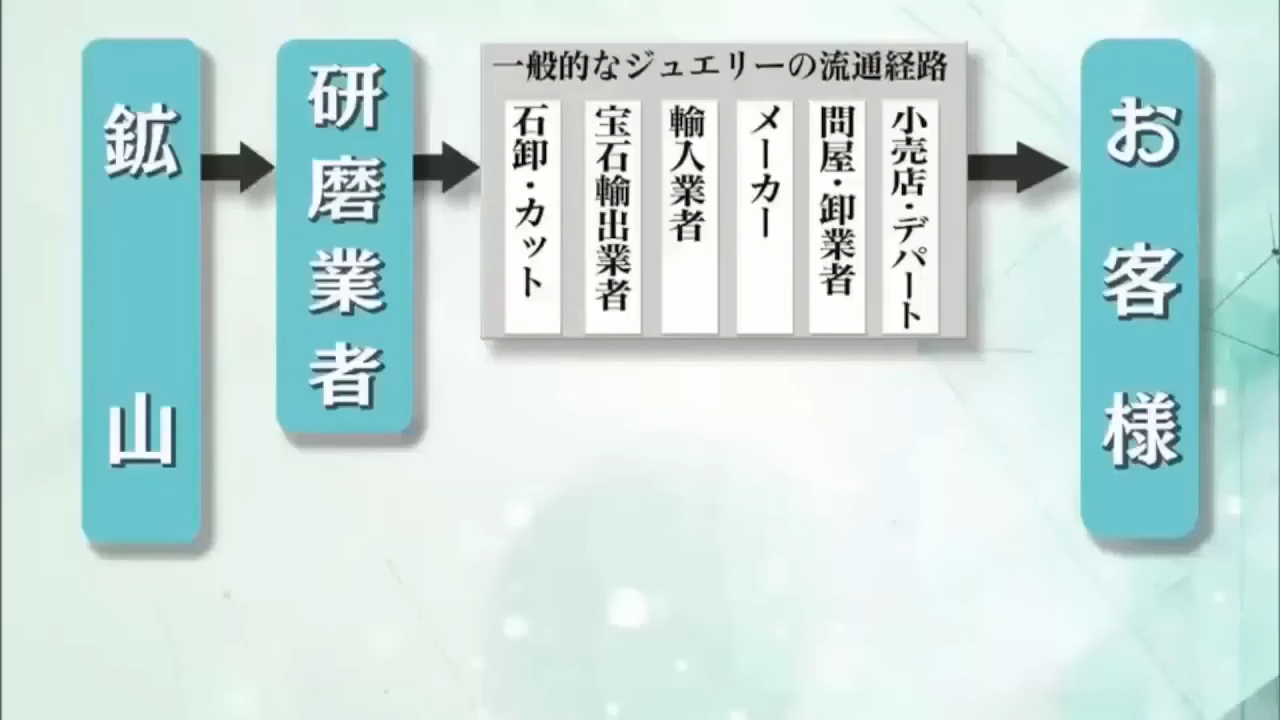 鉱山
研磨業者
一般的なジュエリーの流通経路
石卸・カット
宝石輸出業者
輸入業者
メーカー
問屋・卸業者
小売店・デパート
お客様